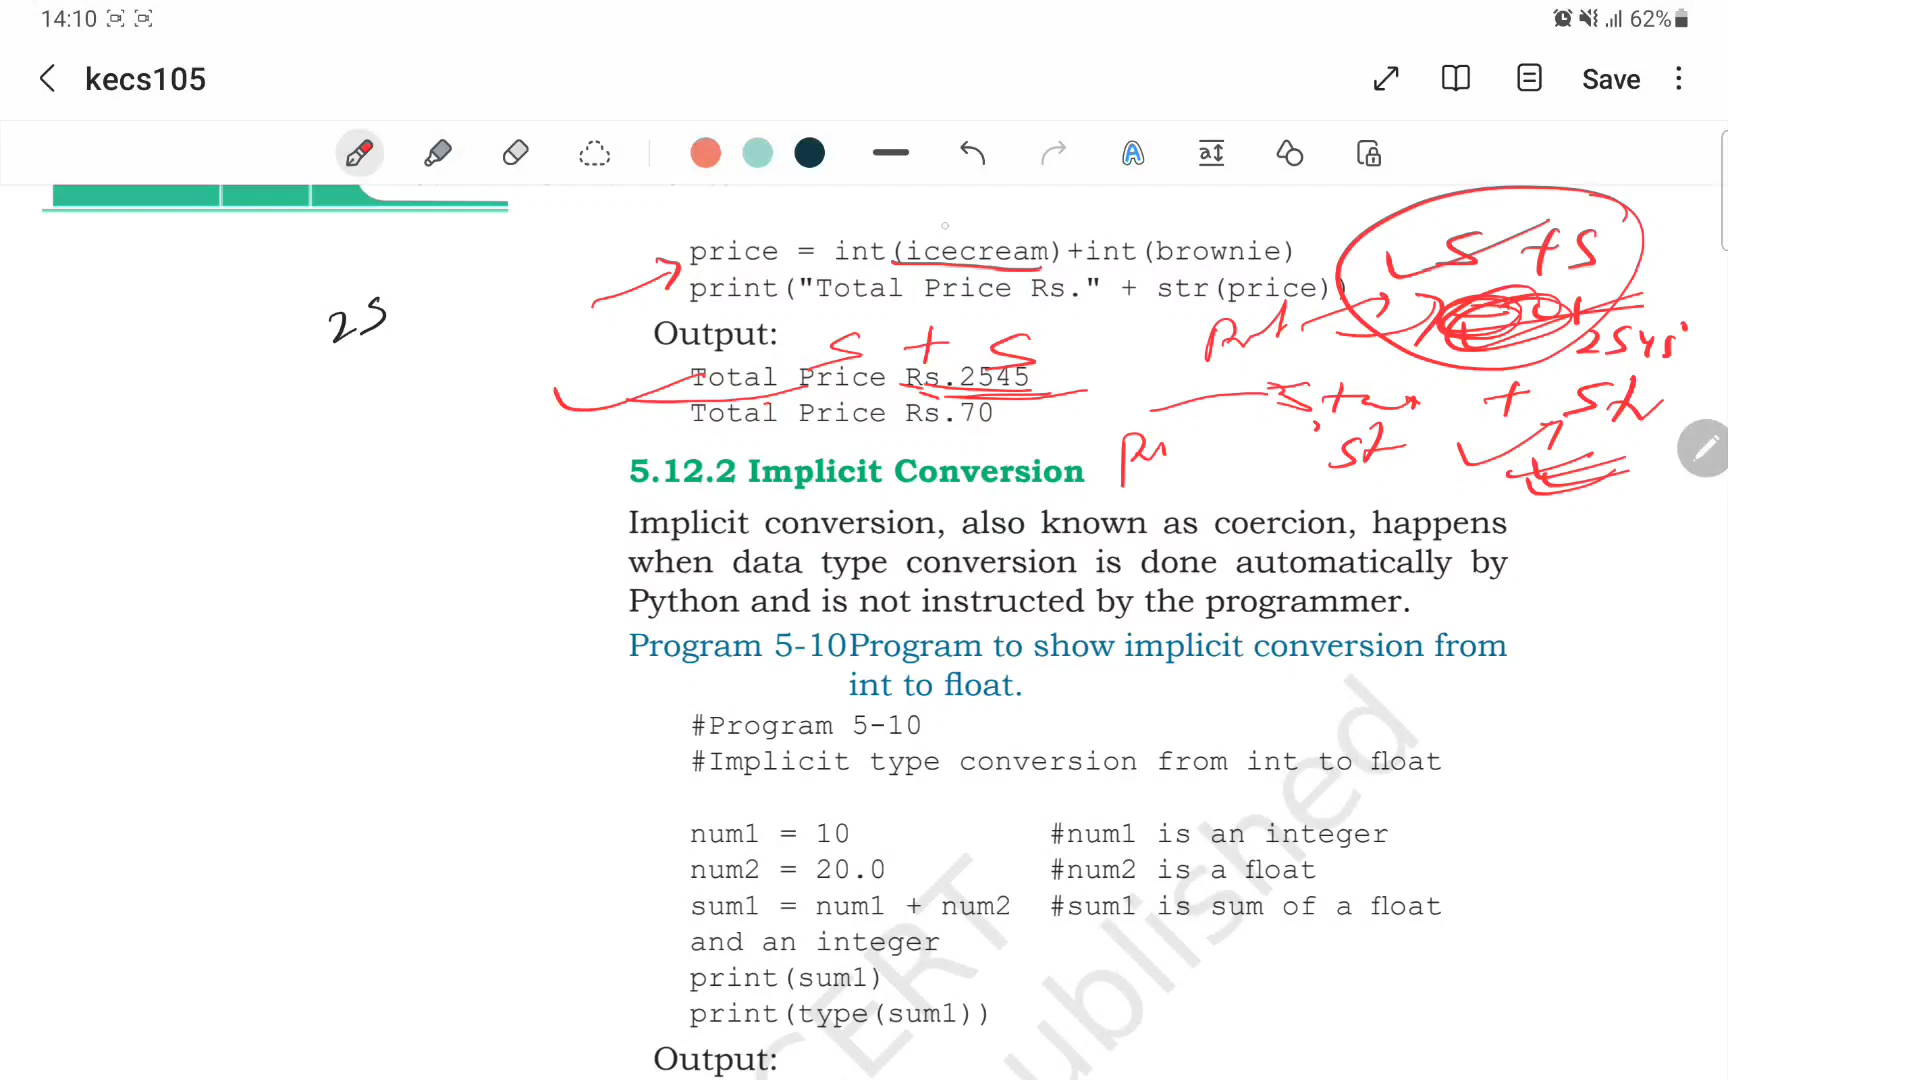 14:10
62%
kecs105
Save
price = int(icecream)+int(brownie)
print("Total Price Rs." + str(price))
S + S
25
Output:
S + S
2545
Total Price Rs.2545
Total Price Rs.70
+ St
St
5.12.2 Implicit Conversion
Implicit conversion, also known as coercion, happens
when data type conversion is done automatically by
Python and is not instructed by the programmer.
Program 5-10 Program to show implicit conversion from
int to float.
#Program 5-10
#Implicit type conversion from int to float
num1 = 10 #num1 is an integer
num2 = 20.0 #num2 is a float
sum1 = num1 + num2 #sum1 is sum of a float
and an integer
print(sum1)
print(type(sum1))
Output: